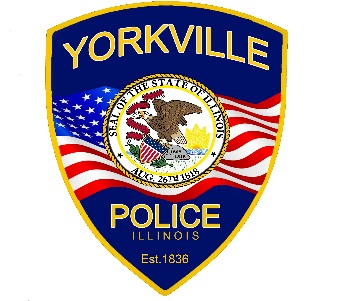 YORKVILLE
SEAL OF THE STATE OF ILLINOIS
AUG. 26TH 1818
POLICE
ILLINOIS
Est.1836